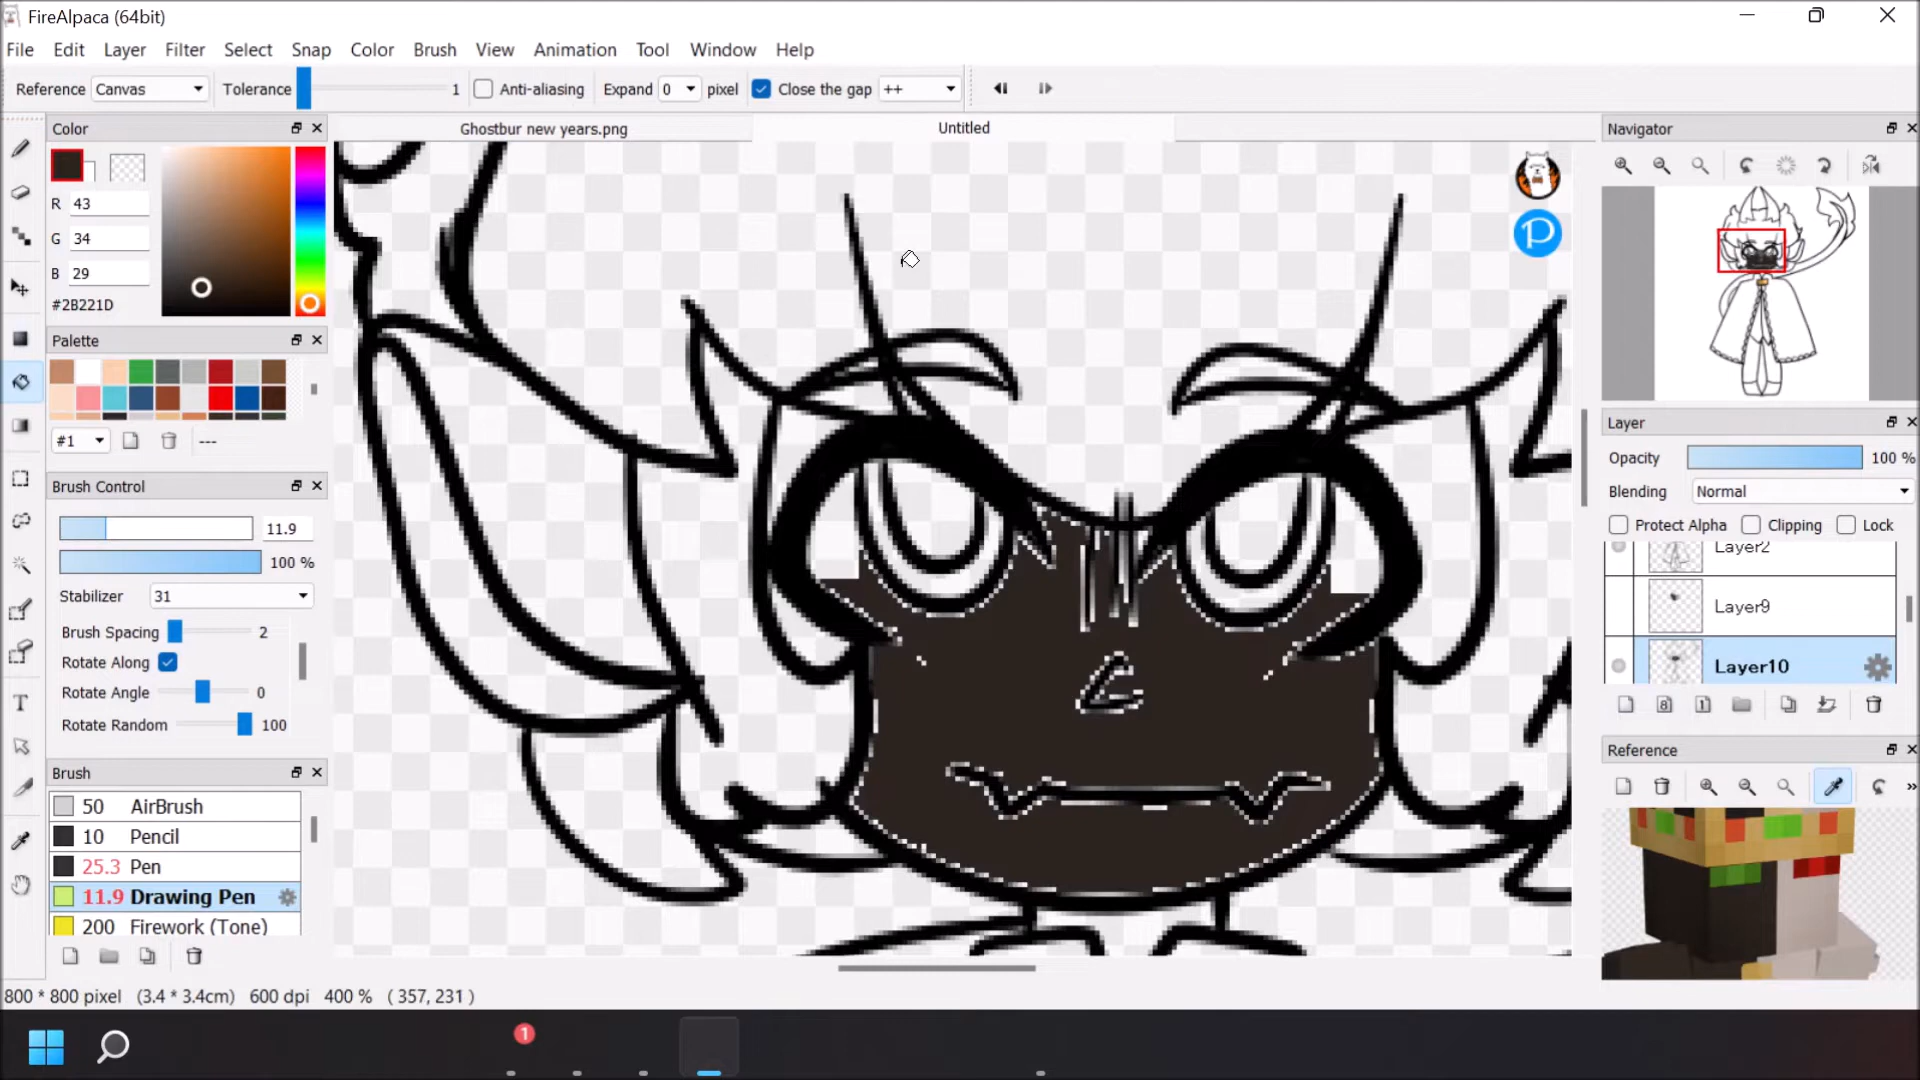 FireAlpaca (64bit)
File Edit Layer Filter Select Snap Color Brush View Animation Tool Window Help
Reference Canvas Tolerance 1 Anti-aliasing Expand 0 pixel Close the gap ++
Color
Ghostbur new years.png
Untitled
Navigator
R 43
G 34
B 29
#2B221D
Palette
#1
---
Brush Control
11.9
100 %
Stabilizer 31
Brush Spacing 2
Rotate Along
Rotate Angle 0
Rotate Random 100
Brush
50 AirBrush
10 Pencil
25.3 Pen
11.9 Drawing Pen
200 Firework (Tone)
Layer
Opacity 100 %
Blending Normal
Protect Alpha Clipping Lock
Layer2
Layer9
Layer10
8
1
Reference
»
P
800 * 800 pixel (3.4 * 3.4cm) 600 dpi 400 % ( 357, 231 )
1